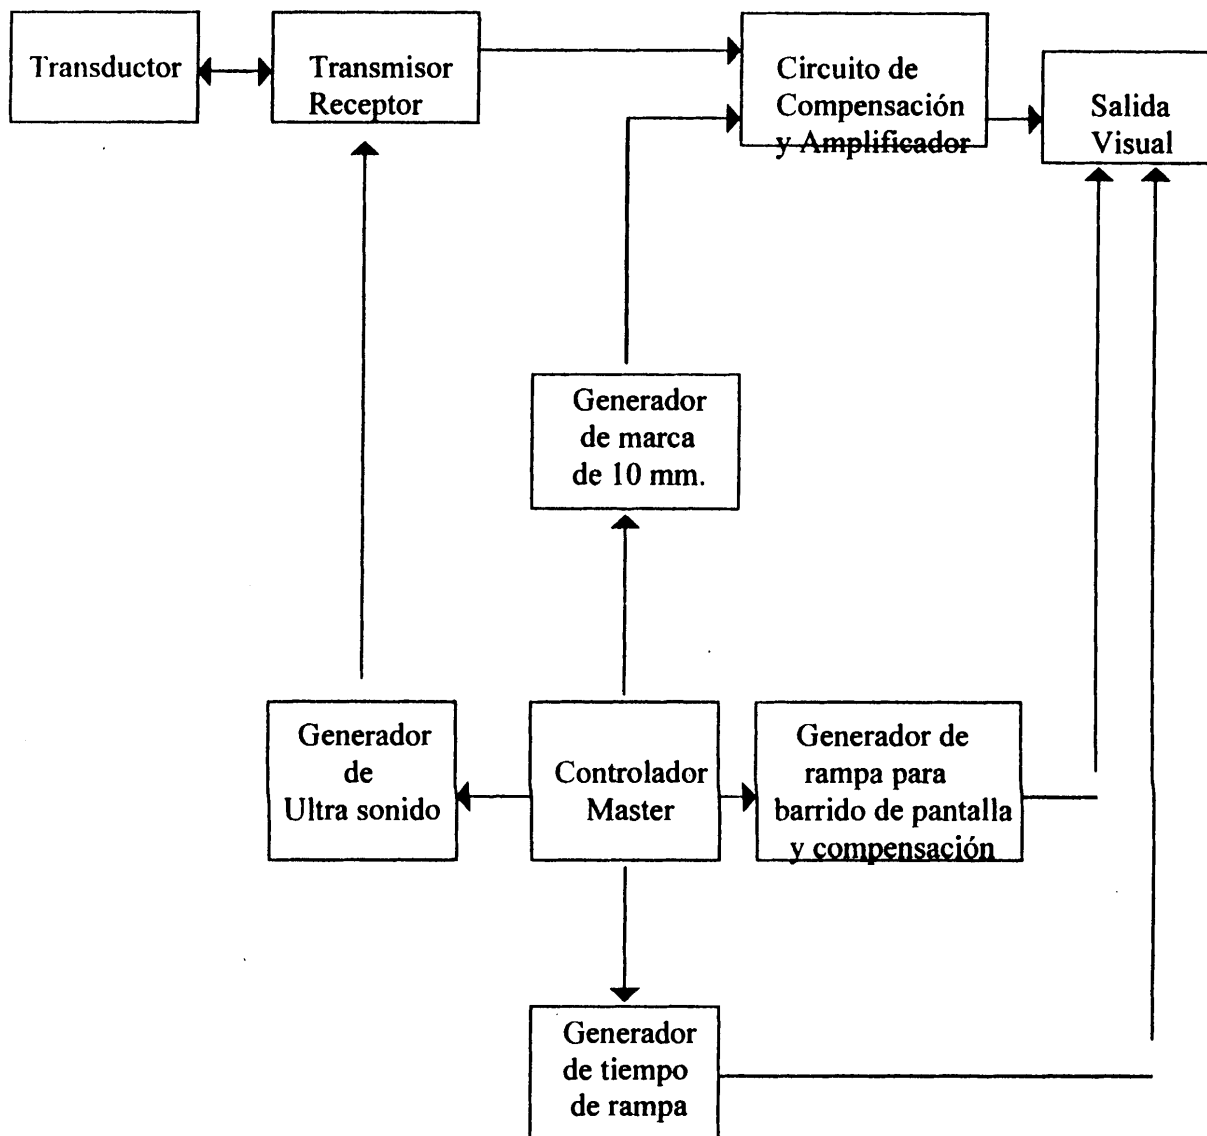 Transductor
Transmisor
Receptor
Circuito de
Compensación
y Amplificador
Salida
Visual
Generador
de marca
de 10 mm.
Generador
de
Ultra sonido
Controlador
Master
Generador de
rampa para
barrido de pantalla
y compensación
Generador
de tiempo
de rampa